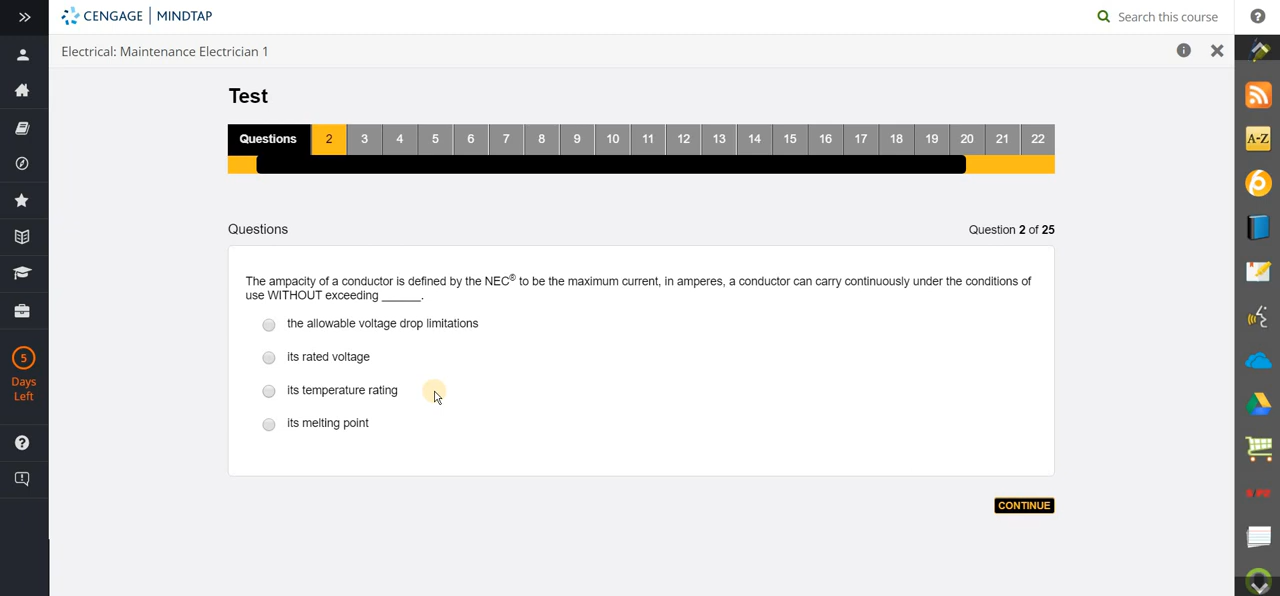 CENGAGE | MINDTAP
Search this course
Electrical: Maintenance Electrician 1
Test
Questions 2 3 4 5 6 7 8 9 10 11 12 13 14 15 16 17 18 19 20 21 22
Questions
Question 2 of 25
The ampacity of a conductor is defined by the NEC® to be the maximum current, in amperes, a conductor can carry continuously under the conditions of
use WITHOUT exceeding ______.
the allowable voltage drop limitations
its rated voltage
its temperature rating
its melting point
CONTINUE
5
Days
Left
A-Z